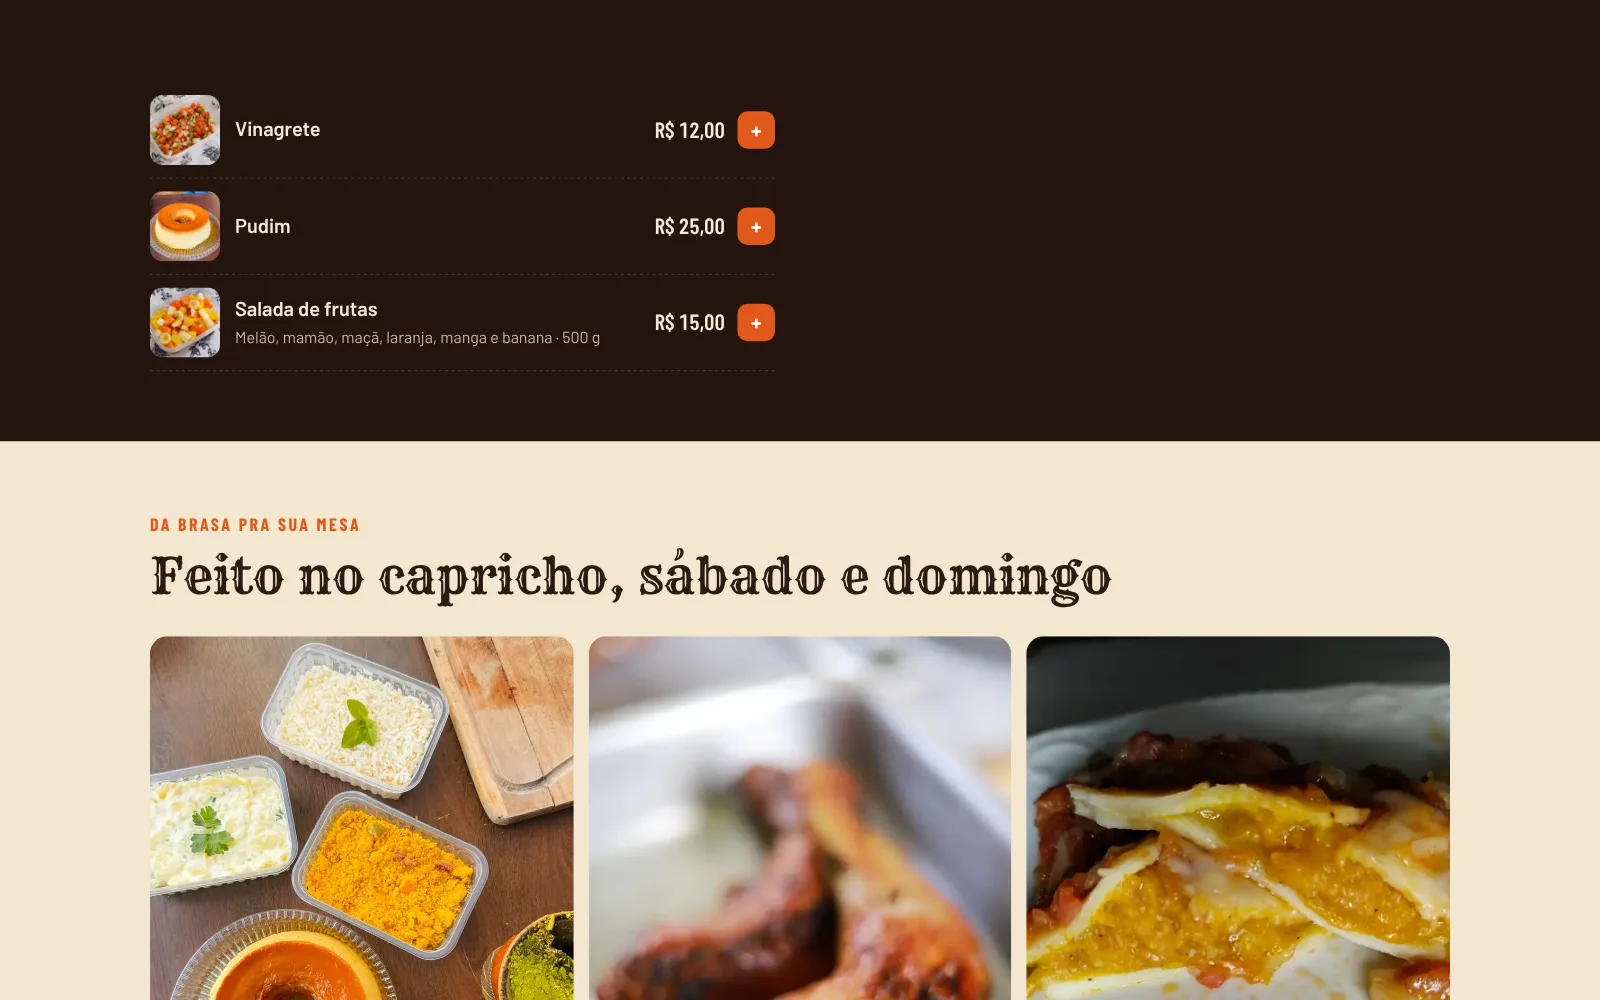 Vinagrete
R$ 12,00
+
Pudim
R$ 25,00
+
Salada de frutas
Melão, mamão, maçã, laranja, manga e banana · 500 g
R$ 15,00
+
DA BRASA PRA SUA MESA
Feito no capricho, sábado e domingo